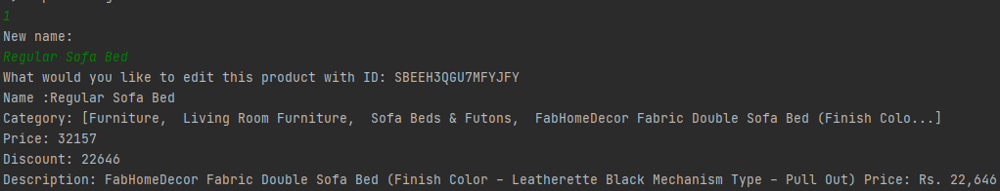 1
New name:
Regular Sofa Bed
What would you like to edit this product with ID: SBEEH3QGU7MFYJFY
Name :Regular Sofa Bed
Category: [Furniture,  Living Room Furniture,  Sofa Beds & Futons,  FabHomeDecor Fabric Double Sofa Bed (Finish Colo...]
Price: 32157
Discount: 22646
Description: FabHomeDecor Fabric Double Sofa Bed (Finish Color - Leatherette Black Mechanism Type - Pull Out) Price: Rs. 22,646